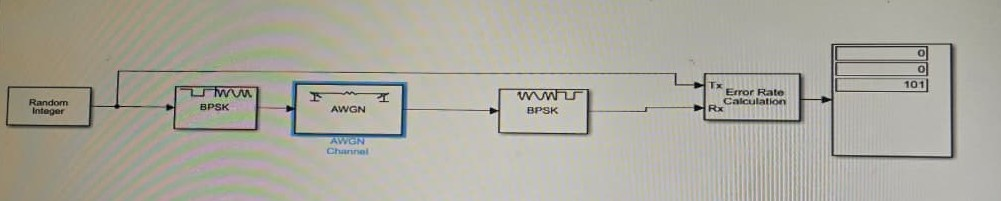 Random
Integer
BPSK
AWGN
AWGN
Channel
BPSK
Tx
Rx
Error Rate
Calculation
0
0
101